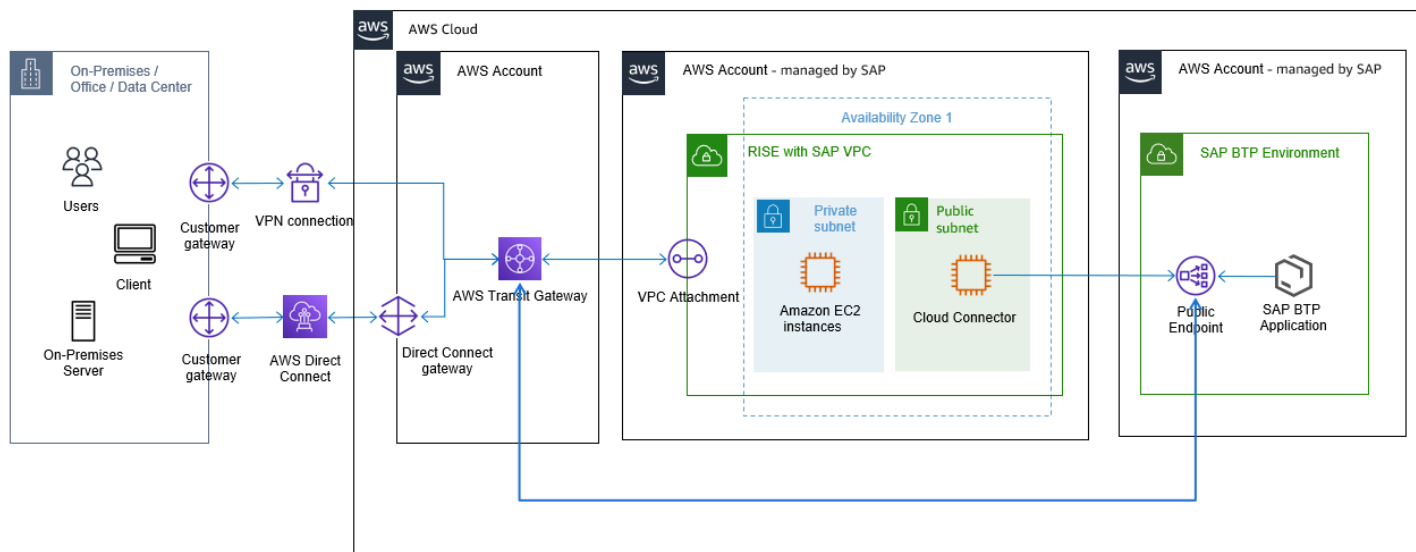 aws
AWS Cloud
On-Premises /
Office / Data Center
aws
AWS Account
aws
AWS Account - managed by SAP
aws
AWS Account - managed by SAP
Availability Zone 1
RISE with SAP VPC
SAP BTP Environment
Users
Customer
gateway
VPN connection
Private
subnet
Public
subnet
Client
AWS Transit Gateway
VPC Attachment
Amazon EC2
instances
Cloud Connector
Public
Endpoint
SAP BTP
Application
On-Premises
Server
Customer
gateway
AWS Direct
Connect
Direct Connect
gateway